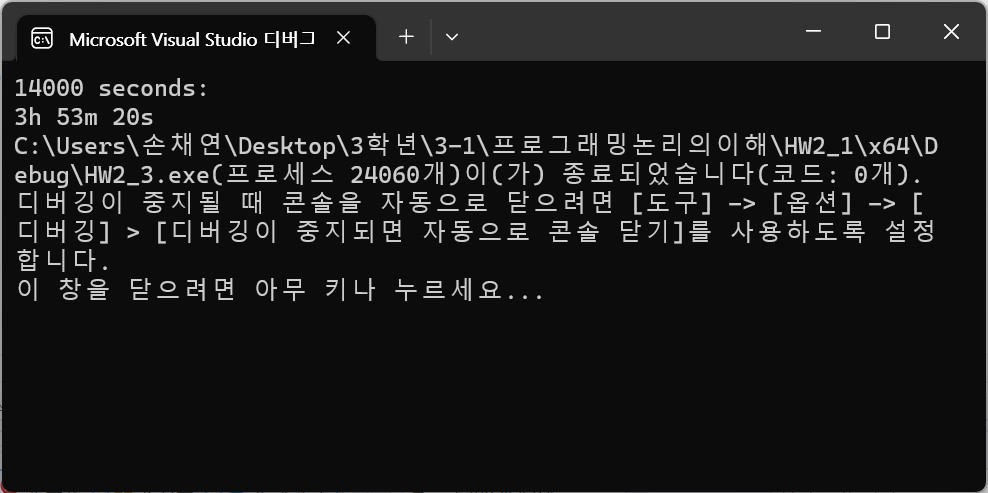 Microsoft Visual Studio 디버그
14000 seconds:
3h 53m 20s
C:\Users\손채연\Desktop\3학년\3-1\프로그래밍논리의이해\HW2_1\x64\D
ebug\HW2_3.exe(프로세스 24060개)이(가) 종료되었습니다(코드: 0개).
디버깅이 중지될 때 콘솔을 자동으로 닫으려면 [도구] -> [옵션] -> [
디버깅] > [디버깅이 중지되면 자동으로 콘솔 닫기]를 사용하도록 설정
합니다.
이 창을 닫으려면 아무 키나 누르세요...